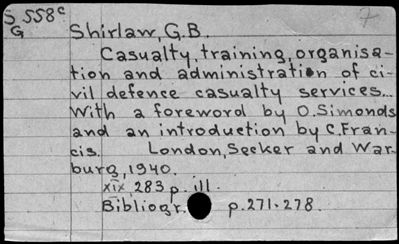 S 558c
G
7
Shirlaw, G.B.
Casualty, training, organisa-
tion and administration of ci-
vil defence casualty services...
With a foreword by O.Simonds
and an introduction by C.Fran-
cis. London, Secker and War-
burg, 1940.
xix, 283 p. ill.
Bibliogr. p.271-278.